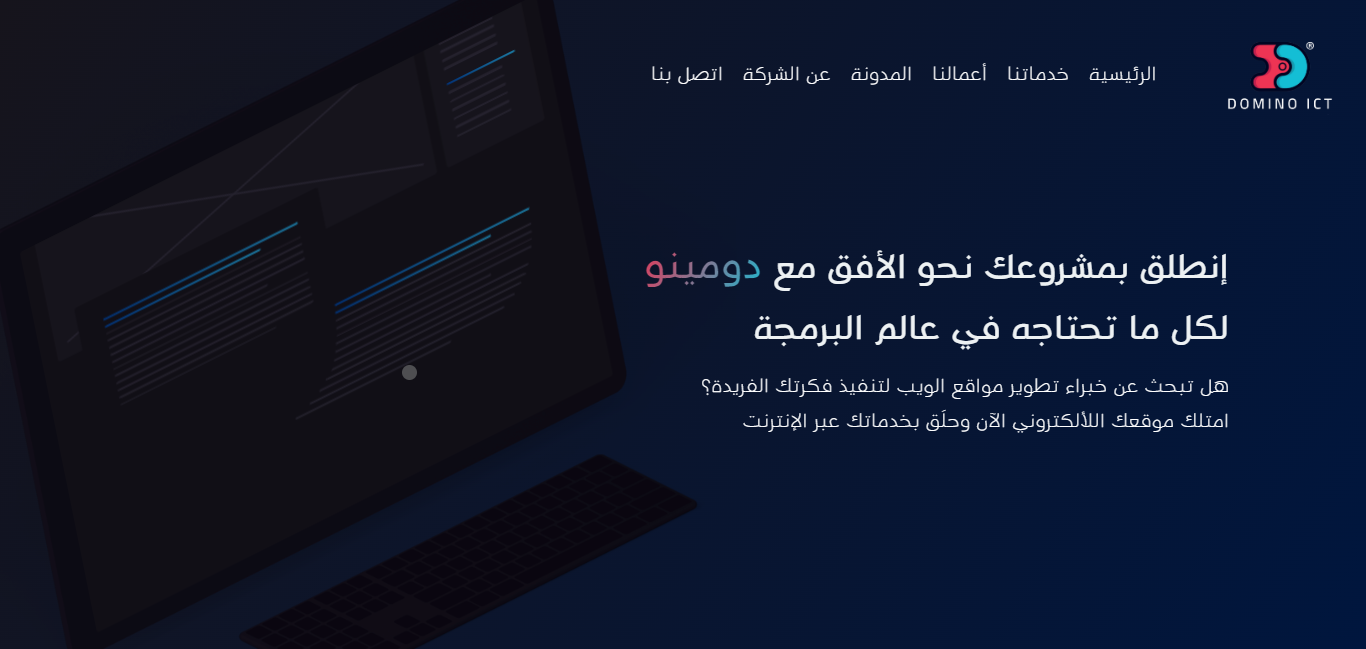 DOMINO ICT ®
الرئيسية خدماتنا أعمالنا المدونة عن الشركة اتصل بنا
إنطلق بمشروعك نحو الأفق مع دومينو
لكل ما تحتاجه في عالم البرمجة
هل تبحث عن خبراء تطوير مواقع الويب لتنفيذ فكرتك الفريدة؟
امتلك موقعك اللألكتروني الآن وحلَق بخدماتك عبر الإنترنت